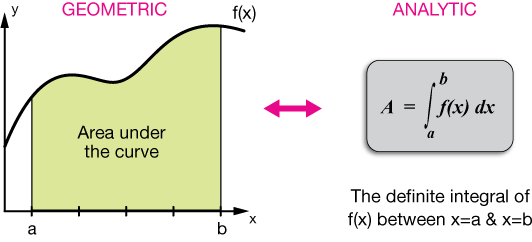 GEOMETRIC
ANALYTIC
y
f(x)
Area under
the curve
a
b
x
A = ∫ₐᵇ f(x) dx
The definite integral of
f(x) between x=a & x=b